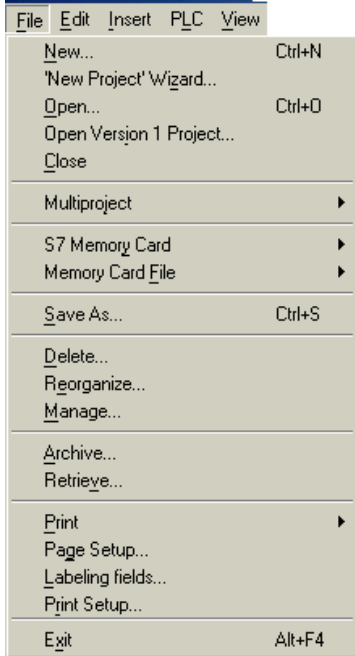 File Edit Insert PLC View
New... Ctrl+N
'New Project' Wizard...
Open... Ctrl+O
Open Version 1 Project...
Close
Multiproject
S7 Memory Card
Memory Card File
Save As... Ctrl+S
Delete...
Reorganize...
Manage...
Archive...
Retrieve...
Print
Page Setup...
Labeling fields...
Print Setup...
Exit Alt+F4